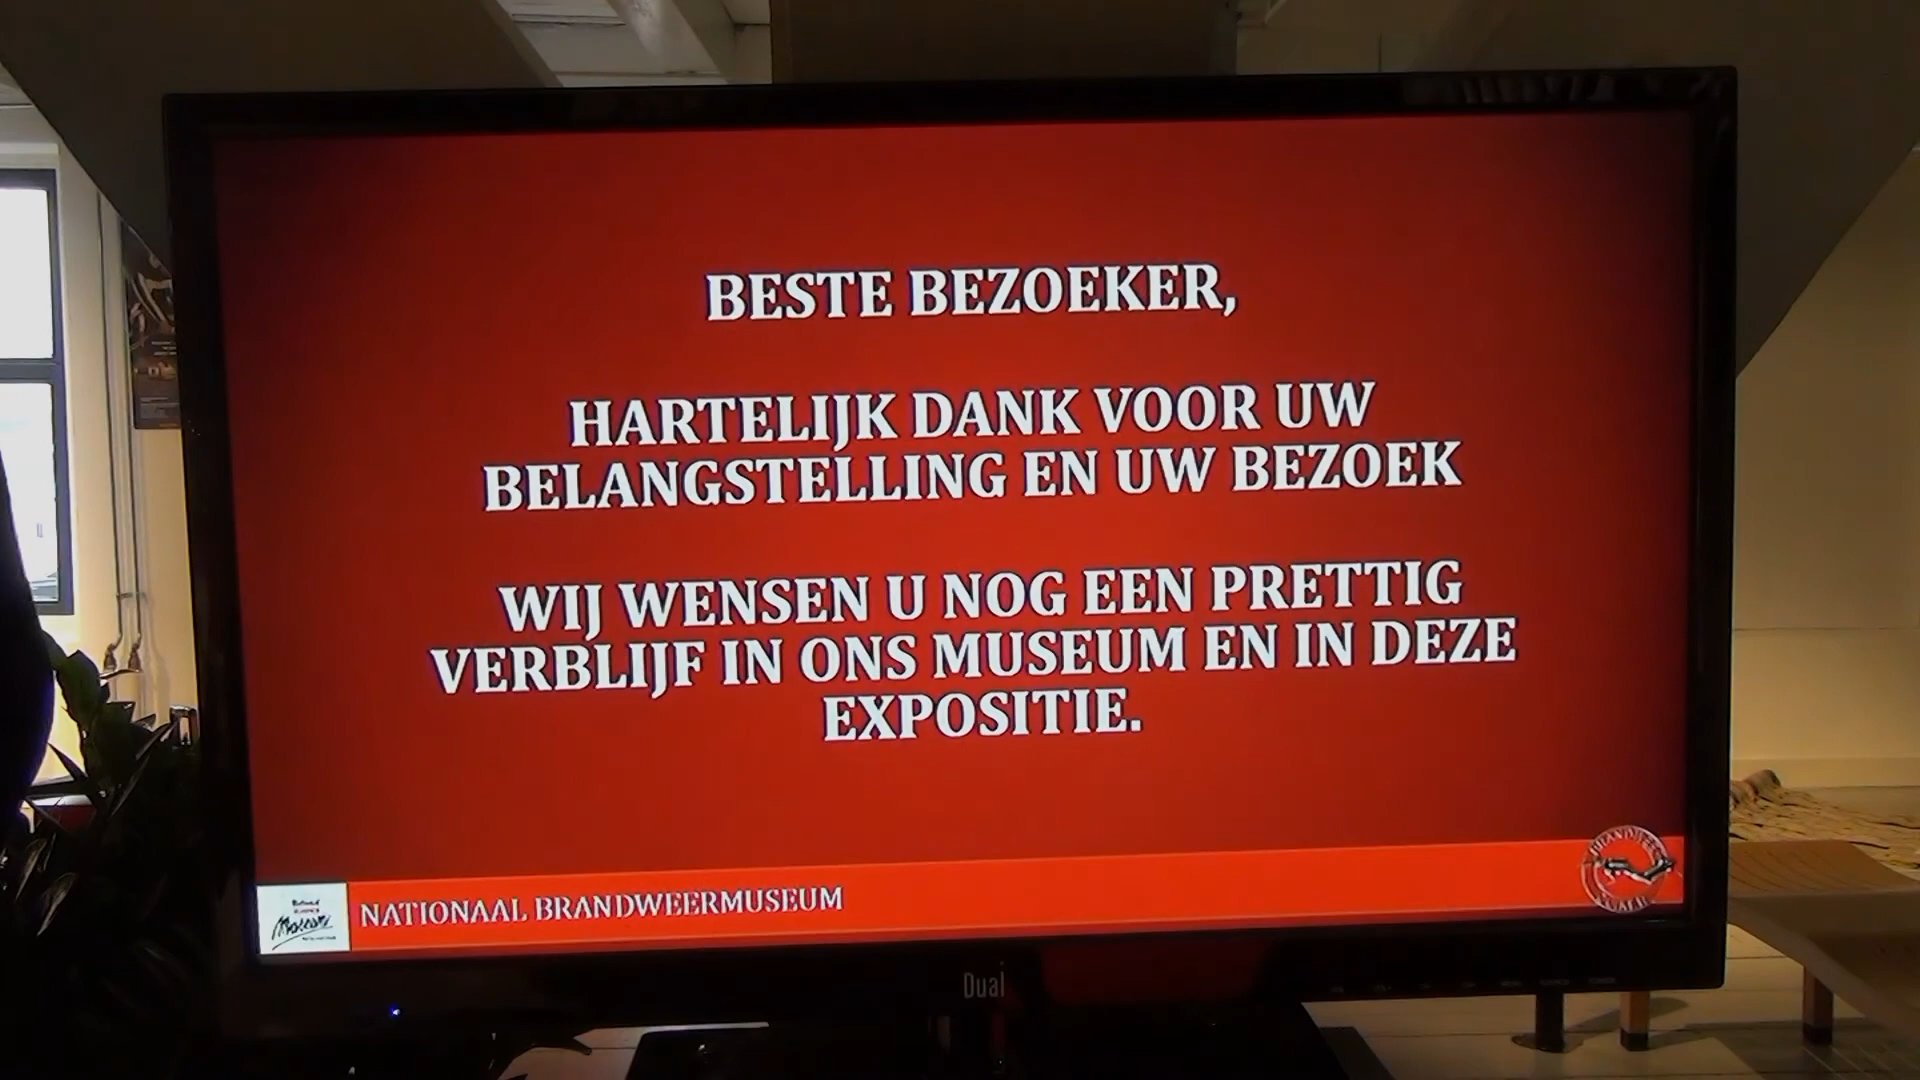 BESTE BEZOEKER,
HARTELIJK DANK VOOR UW
BELANGSTELLING EN UW BEZOEK
WIJ WENSEN U NOG EEN PRETTIG
VERBLIJF IN ONS MUSEUM EN IN DEZE
EXPOSITIE.
NATIONAAL BRANDWEERMUSEUM
Dual